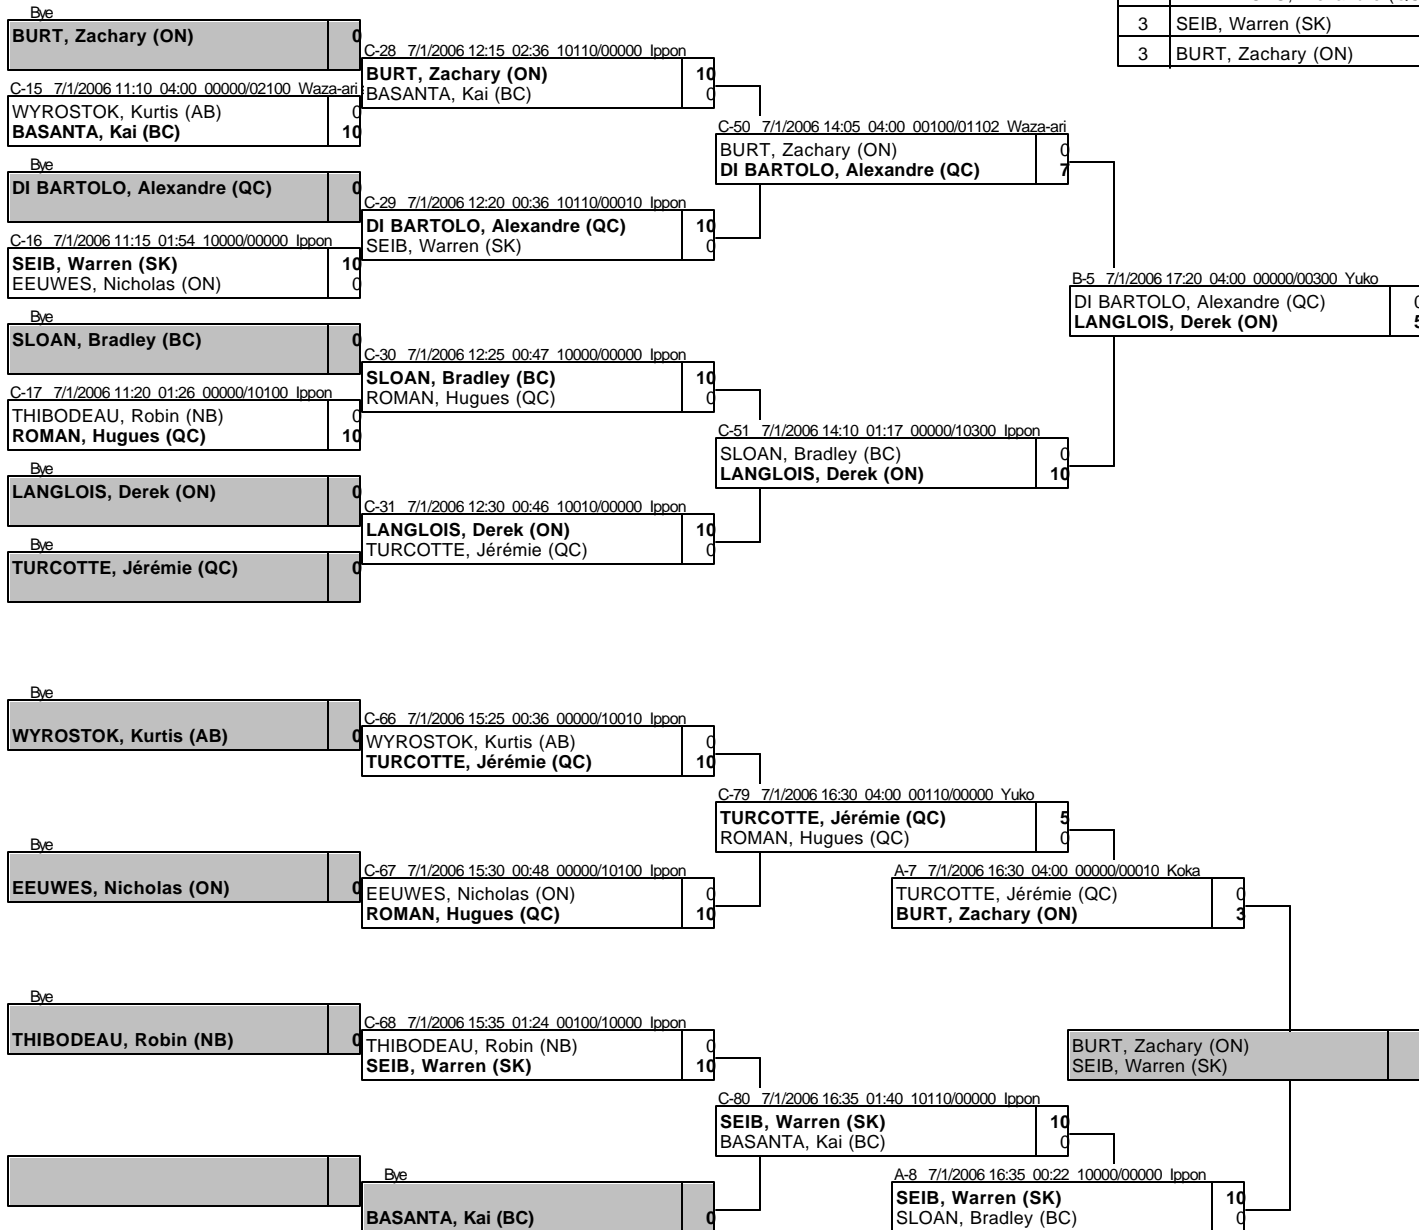 3 SEIB, Warren (SK)
3 BURT, Zachary (ON)
Bye
BURT, Zachary (ON) 0
C-28 7/1/2006 12:15 02:36 10110/00000 Ippon
BURT, Zachary (ON) 10
BASANTA, Kai (BC) 0
C-15 7/1/2006 11:10 04:00 00000/02100 Waza-ari
WYROSTOK, Kurtis (AB) 0
BASANTA, Kai (BC) 10
C-50 7/1/2006 14:05 04:00 00100/01102 Waza-ari
BURT, Zachary (ON) 0
DI BARTOLO, Alexandre (QC) 7
Bye
DI BARTOLO, Alexandre (QC) 0
C-29 7/1/2006 12:20 00:36 10110/00010 Ippon
DI BARTOLO, Alexandre (QC) 10
SEIB, Warren (SK) 0
C-16 7/1/2006 11:15 01:54 10000/00000 Ippon
SEIB, Warren (SK) 10
EEUWES, Nicholas (ON) 0
B-5 7/1/2006 17:20 04:00 00000/00300 Yuko
DI BARTOLO, Alexandre (QC) 0
LANGLOIS, Derek (ON) 5
Bye
SLOAN, Bradley (BC) 0
C-30 7/1/2006 12:25 00:47 10000/00000 Ippon
SLOAN, Bradley (BC) 10
ROMAN, Hugues (QC) 0
C-17 7/1/2006 11:20 01:26 00000/10100 Ippon
THIBODEAU, Robin (NB) 0
ROMAN, Hugues (QC) 10
C-51 7/1/2006 14:10 01:17 00000/10300 Ippon
SLOAN, Bradley (BC) 0
LANGLOIS, Derek (ON) 10
Bye
LANGLOIS, Derek (ON) 0
C-31 7/1/2006 12:30 00:46 10010/00000 Ippon
LANGLOIS, Derek (ON) 10
TURCOTTE, Jérémie (QC) 0
Bye
TURCOTTE, Jérémie (QC) 0
Bye
WYROSTOK, Kurtis (AB) 0
C-66 7/1/2006 15:25 00:36 00000/10010 Ippon
WYROSTOK, Kurtis (AB) 0
TURCOTTE, Jérémie (QC) 10
C-79 7/1/2006 16:30 04:00 00110/00000 Yuko
TURCOTTE, Jérémie (QC) 5
ROMAN, Hugues (QC) 0
Bye
EEUWES, Nicholas (ON) 0
C-67 7/1/2006 15:30 00:48 00000/10100 Ippon
EEUWES, Nicholas (ON) 0
ROMAN, Hugues (QC) 10
A-7 7/1/2006 16:30 04:00 00000/00010 Koka
TURCOTTE, Jérémie (QC) 0
BURT, Zachary (ON) 3
Bye
THIBODEAU, Robin (NB) 0
C-68 7/1/2006 15:35 01:24 00100/10000 Ippon
THIBODEAU, Robin (NB) 0
SEIB, Warren (SK) 10
BURT, Zachary (ON)
SEIB, Warren (SK)
C-80 7/1/2006 16:35 01:40 10110/00000 Ippon
SEIB, Warren (SK) 10
BASANTA, Kai (BC) 0
Bye
BASANTA, Kai (BC) 0
A-8 7/1/2006 16:35 00:22 10000/00000 Ippon
SEIB, Warren (SK) 10
SLOAN, Bradley (BC) 0